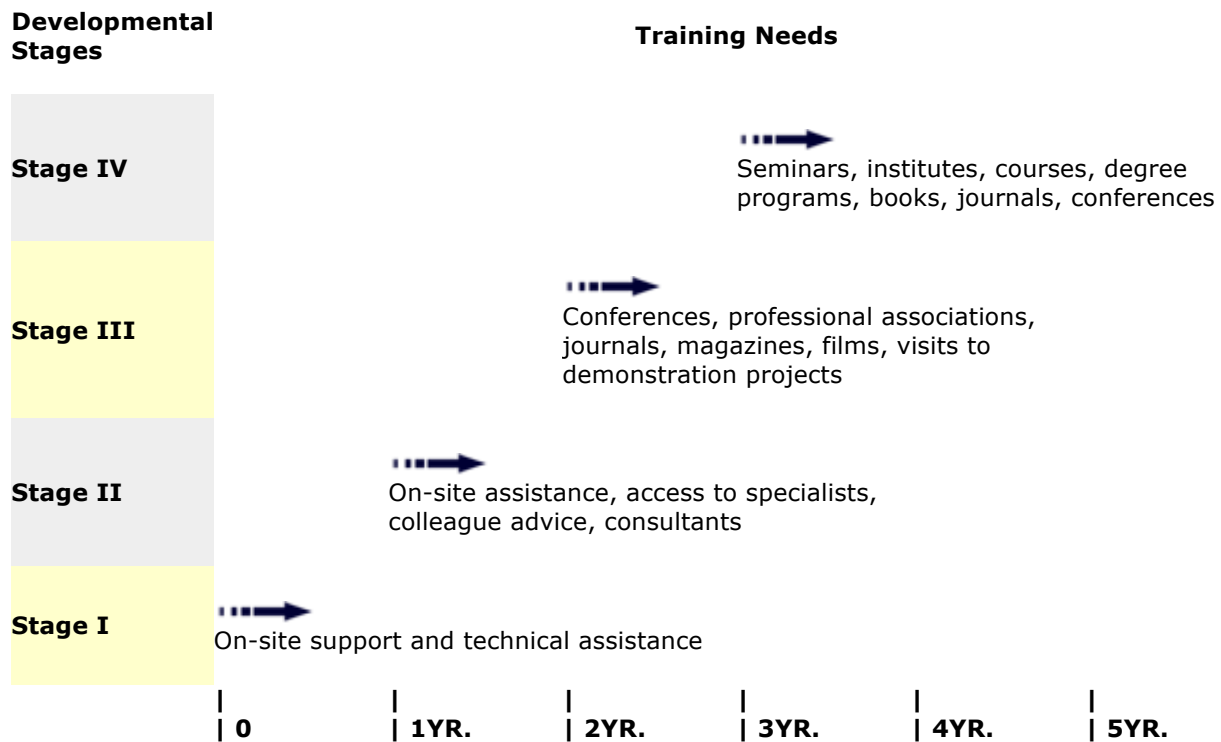 Developmental
Stages
Training Needs
Stage IV
Seminars, institutes, courses, degree
programs, books, journals, conferences
Stage III
Conferences, professional associations,
journals, magazines, films, visits to
demonstration projects
Stage II
On-site assistance, access to specialists,
colleague advice, consultants
Stage I
On-site support and technical assistance
| | | | | |
| 0 | 1YR. | 2YR. | 3YR. | 4YR. | 5YR.